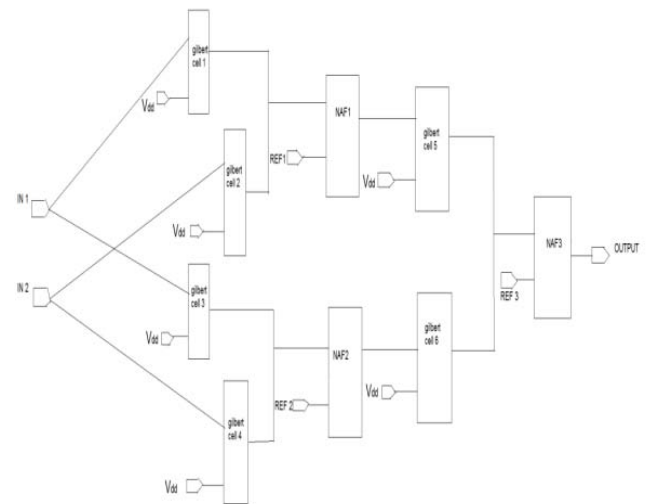 gilbert
cell 1
Vdd
NAF1
REF1
gilbert
cell 5
Vdd
gilbert
cell 2
Vdd
IN 1
IN 2
gilbert
cell 3
Vdd
NAF2
REF 2
gilbert
cell 6
Vdd
gilbert
cell 4
Vdd
NAF3
REF 3
OUTPUT